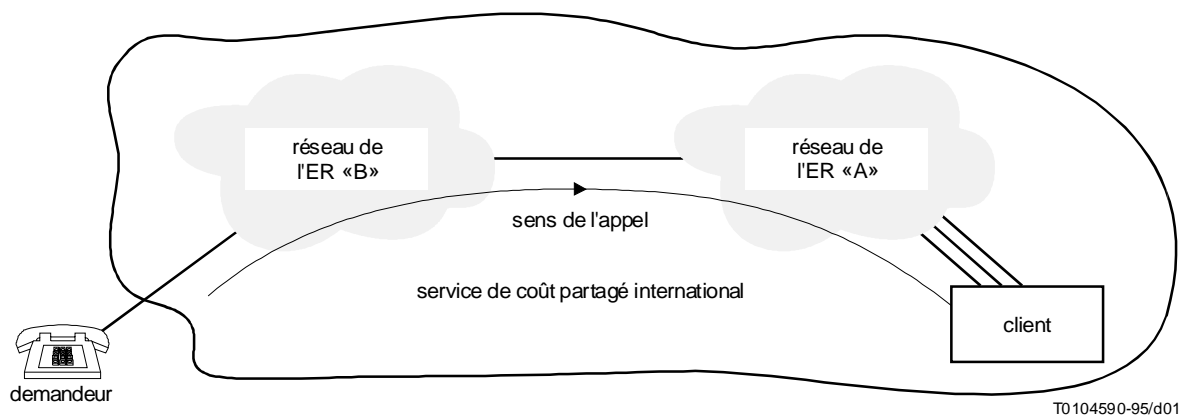 réseau de
l'ER «B»
réseau de
l'ER «A»
sens de l'appel
service de coût partagé international
client
demandeur
T0104590-95/d01